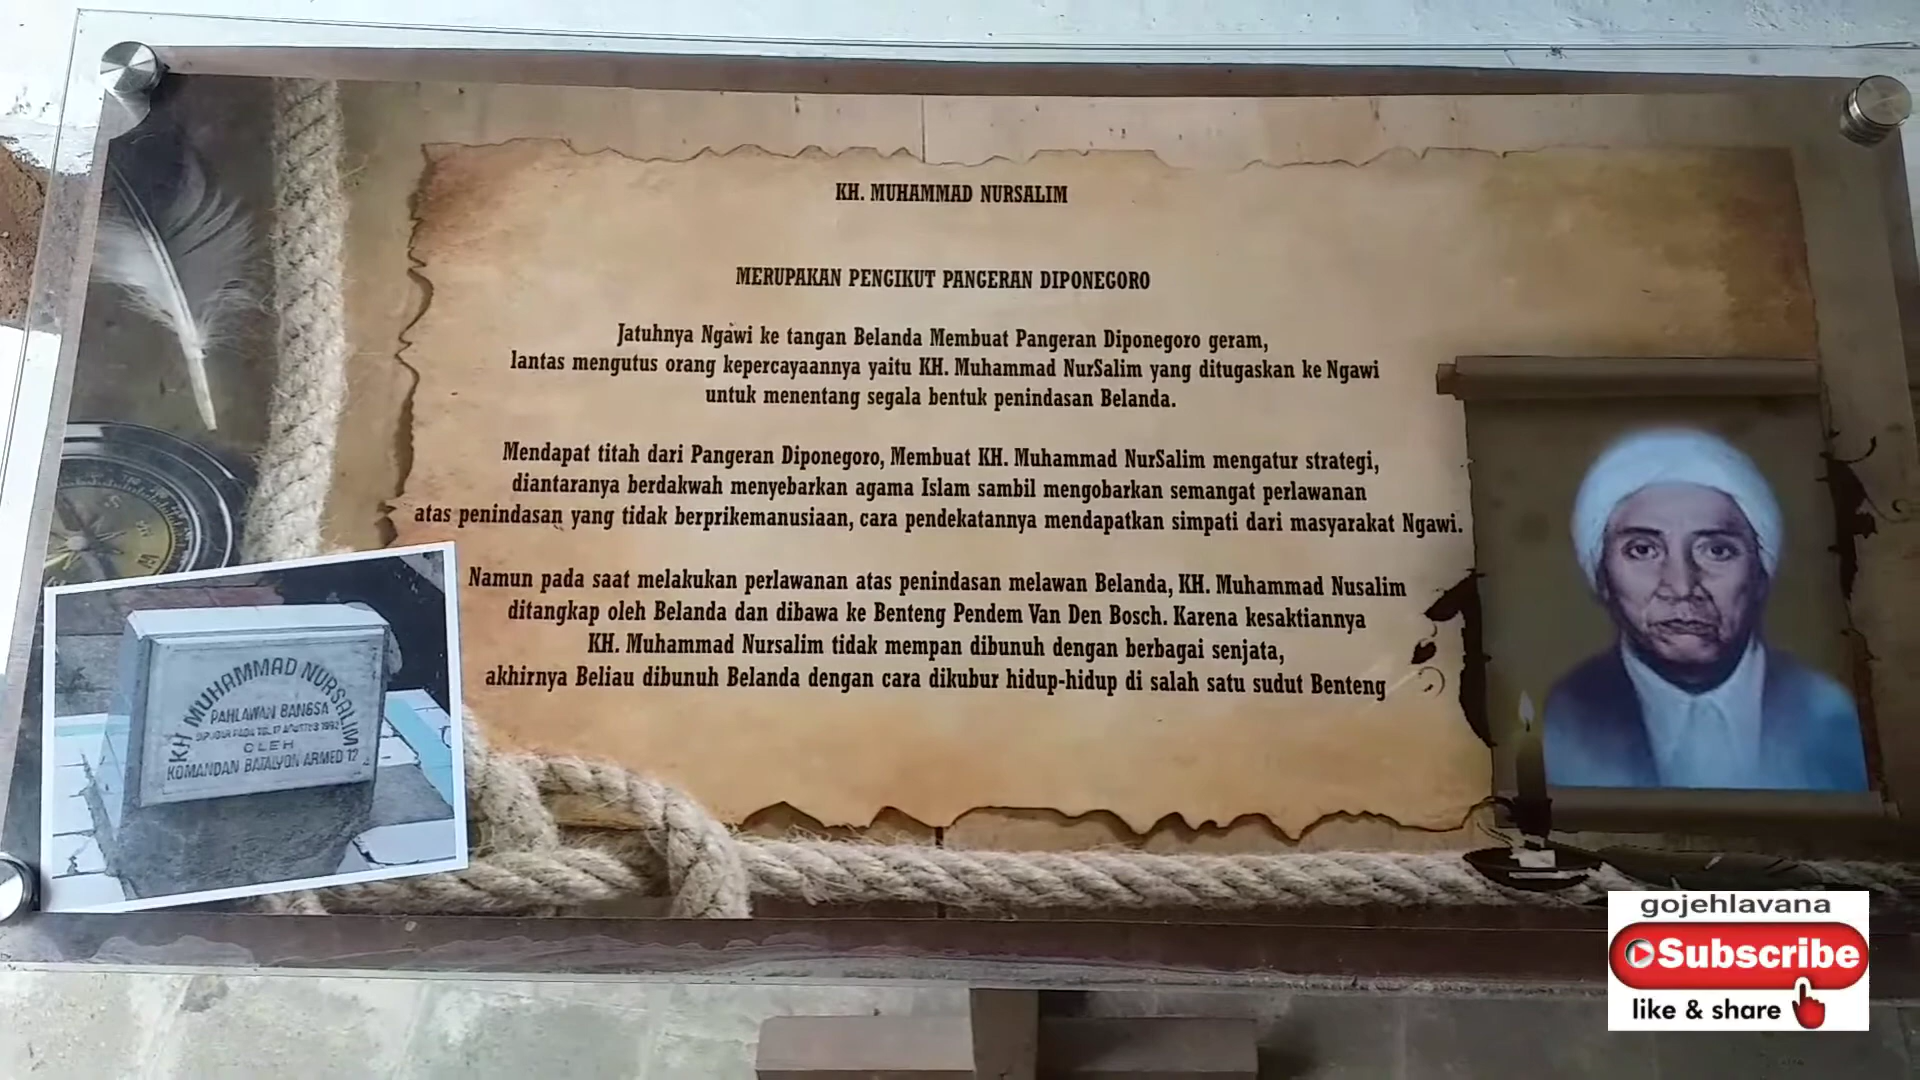 KH. MUHAMMAD NURSALIM
MERUPAKAN PENGIKUT PANGERAN DIPONEGORO
Jatuhnya Ngawi ke tangan Belanda Membuat Pangeran Diponegoro geram,
lantas mengutus orang kepercayaannya yaitu KH. Muhammad NurSalim yang ditugaskan ke Ngawi
untuk menentang segala bentuk penindasan Belanda.
Mendapat titah dari Pangeran Diponegoro, Membuat KH. Muhammad NurSalim mengatur strategi,
diantaranya berdakwah menyebarkan agama Islam sambil mengobarkan semangat perlawanan
atas penindasan yang tidak berprikemanusiaan, cara pendekatannya mendapatkan simpati dari masyarakat Ngawi.
Namun pada saat melakukan perlawanan atas penindasan melawan Belanda, KH. Muhammad Nusalim
ditangkap oleh Belanda dan dibawa ke Benteng Pendem Van Den Bosch. Karena kesaktiannya
KH. Muhammad Nursalim tidak mempan dibunuh dengan berbagai senjata,
akhirnya Beliau dibunuh Belanda dengan cara dikubur hidup-hidup di salah satu sudut Benteng
KH MUHAMMAD NURSALIM
PAHLAWAN BANGSA
PADA TGL 17 AGUSTUS
OLEH
KOMANDAN BATALYON ARMED 12
gojehlavana
Subscribe
like & share